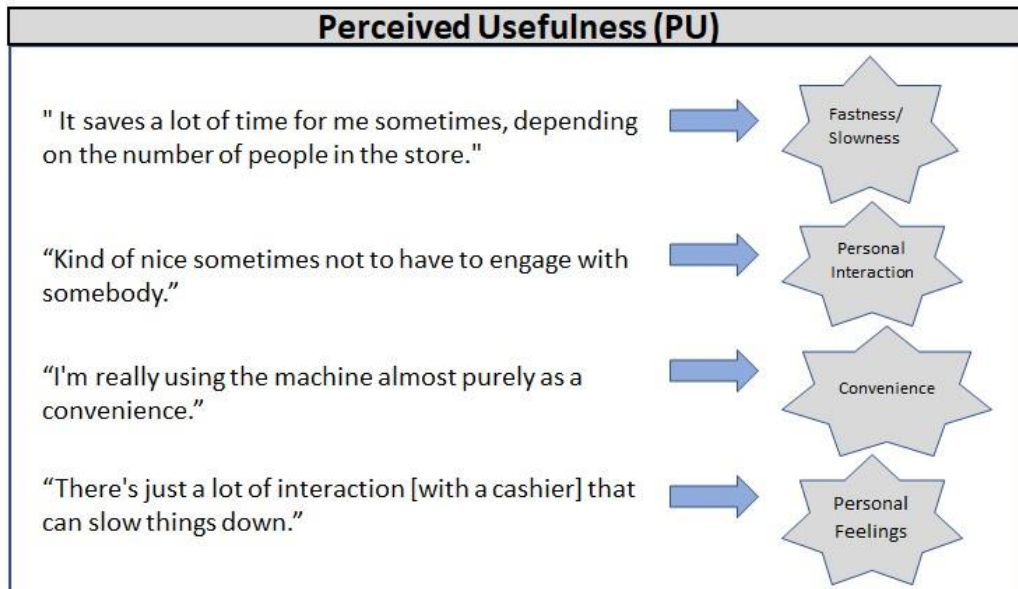 Perceived Usefulness (PU)
" It saves a lot of time for me sometimes, depending
on the number of people in the store."
Fastness/
Slowness
“Kind of nice sometimes not to have to engage with
somebody.”
Personal
Interaction
“I'm really using the machine almost purely as a
convenience.”
Convenience
“There's just a lot of interaction [with a cashier] that
can slow things down.”
Personal
Feelings